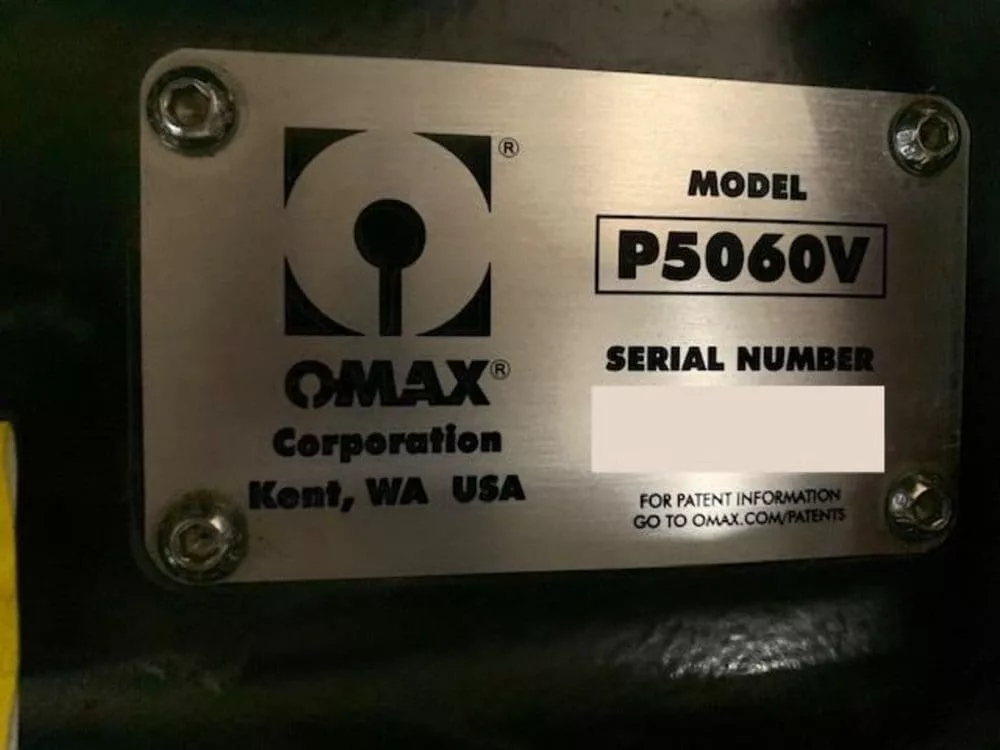 ®
OMAX®
Corporation
Kent, WA USA
MODEL
P5060V
SERIAL NUMBER
FOR PATENT INFORMATION
GO TO OMAX.COM/PATENTS